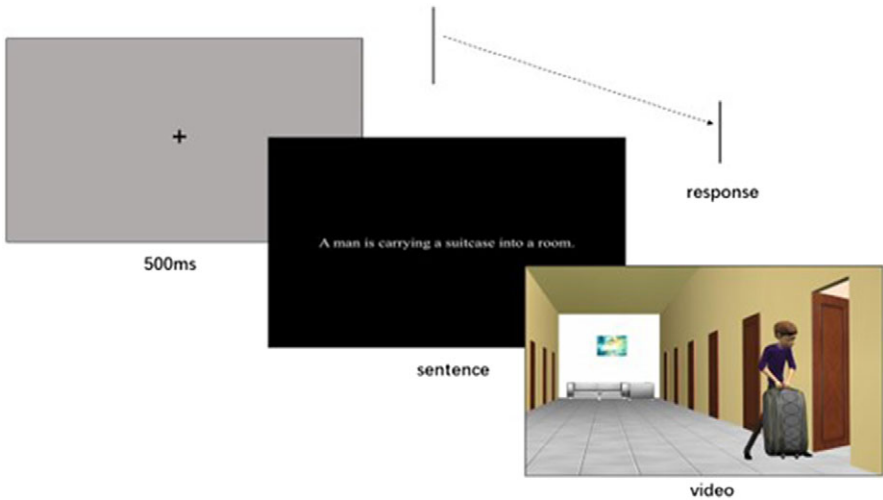 +
500ms
A man is carrying a suitcase into a room.
sentence
response
video